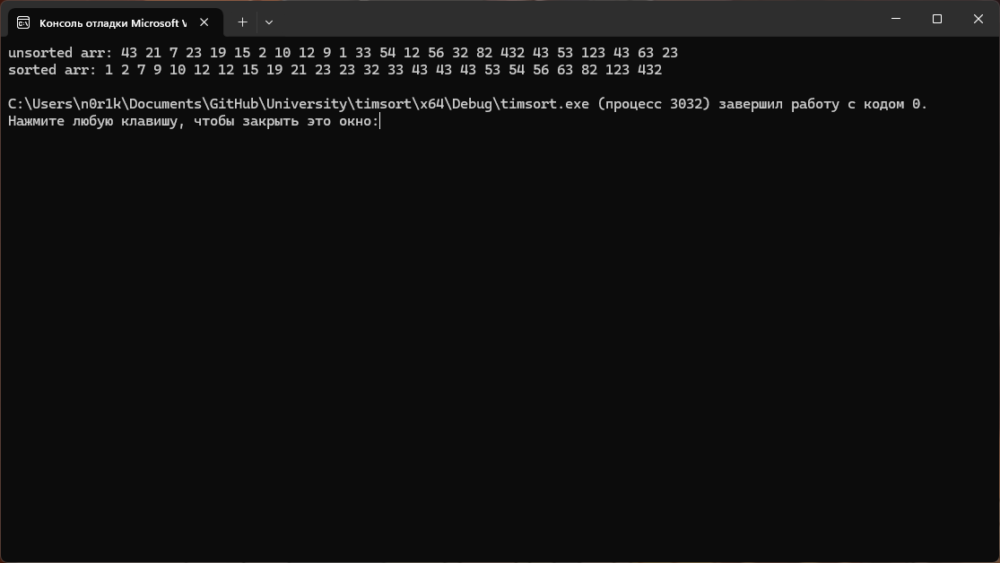 Консоль отладки Microsoft V
unsorted arr: 43 21 7 23 19 15 2 10 12 9 1 33 54 12 56 32 82 432 43 53 123 43 63 23
sorted arr: 1 2 7 9 10 12 12 15 19 21 23 23 32 33 43 43 43 53 54 56 63 82 123 432
C:\Users\n0r1k\Documents\GitHub\University\timsort\x64\Debug\timsort.exe (процесс 3032) завершил работу с кодом 0.
Нажмите любую клавишу, чтобы закрыть это окно: